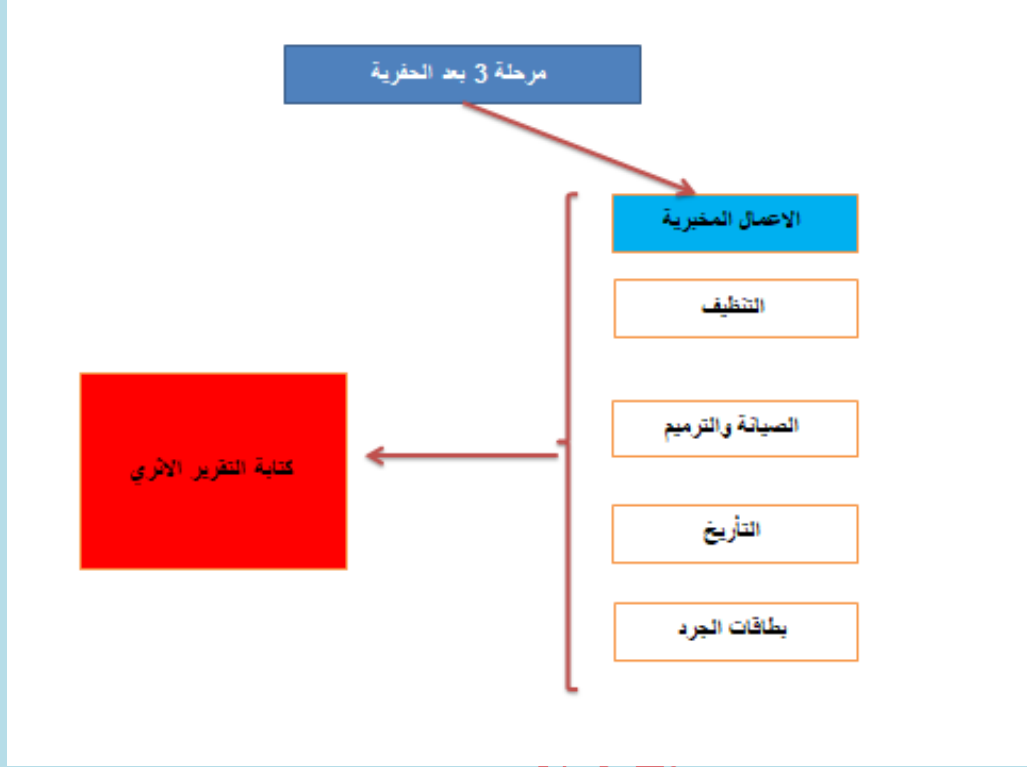 مرحلة 3 بعد الحفرية
الاعمال المخبرية
التنظيف
الصيانة والترميم
كتابة التقرير الاثري
التأريخ
بطاقات الجرد